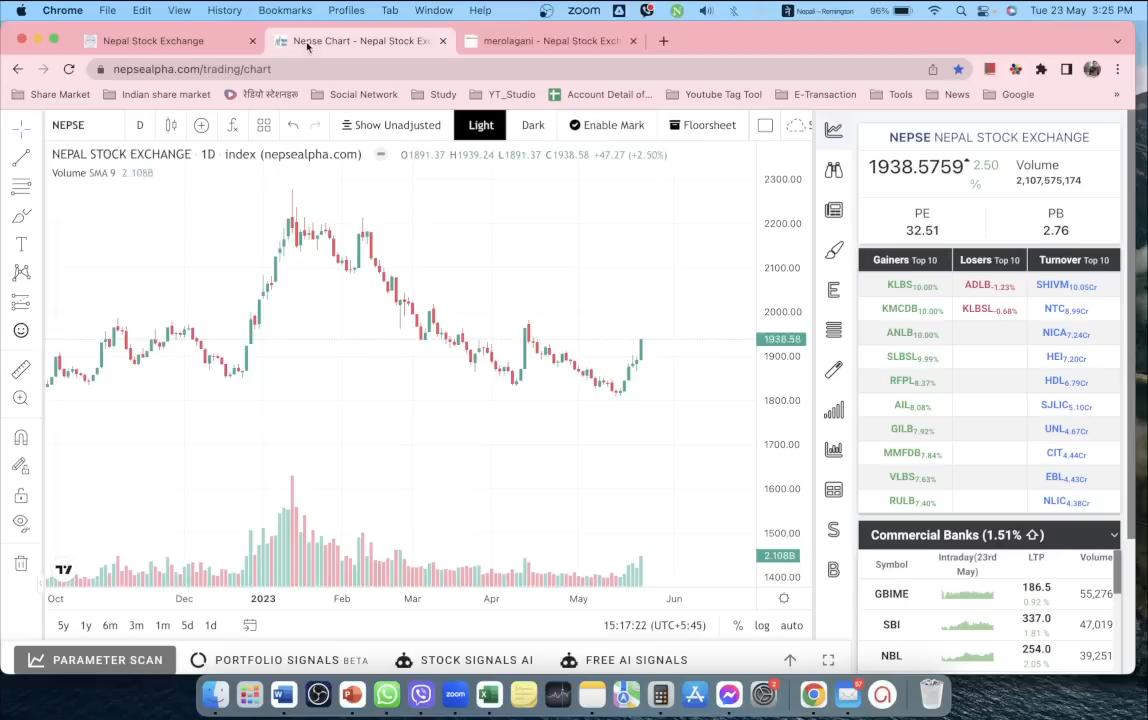 Chrome File Edit View History Bookmarks Profiles Tab Window Help zoom Nepali – Remington 96% Tue 23 May 3:25 PM
Nepal Stock Exchange
Nepse Chart - Nepal Stock Exc
merolagani - Nepal Stock Exch
nepsealpha.com/trading/chart
Share Market Indian share market रेडियो स्टेशनहरू Social Network Study YT_Studio Account Detail of... Youtube Tag Tool E-Transaction Tools News Google »
NEPSE D Show Unadjusted Light Dark Enable Mark Floorsheet
NEPAL STOCK EXCHANGE · 1D · index (nepsealpha.com) O1891.37 H1939.24 L1891.37 C1938.58 +47.27 (+2.50%)
Volume SMA 9 2.108B
2300.00
2200.00
2100.00
2000.00
1938.58
1900.00
1800.00
1700.00
1600.00
1500.00
2.108B
1400.00
Oct Dec 2023 Feb Mar Apr May Jun
5y 1y 6m 3m 1m 5d 1d 15:17:22 (UTC+5:45) % log auto
PARAMETER SCAN PORTFOLIO SIGNALS BETA STOCK SIGNALS AI FREE AI SIGNALS
E
S
B
NEPSE NEPAL STOCK EXCHANGE
1938.5759 2.50 %
Volume
2,107,575,174
PE PB
32.51 2.76
Gainers Top 10 Losers Top 10 Turnover Top 10
KLBS10.00% ADLB-1.23% SHIVM10.05Cr
KMCDB10.00% KLBSL-0.68% NTC8.99Cr
ANLB10.00% NICA7.24Cr
SLBSL9.99% HEI7.20Cr
RFPL8.37% HDL6.79Cr
AIL8.08% SJLIC5.10Cr
GILB7.92% UNL4.67Cr
MMFDB7.84% CIT4.44Cr
VLBS7.63% EBL4.43Cr
RULB7.40% NLIC4.38Cr
Commercial Banks (1.51% ⇧)
Symbol Intraday(23rd May) LTP Volume
GBIME 186.5 55,276
0.92 %
SBI 337.0 47,019
1.81 %
NBL 254.0 39,251
2.05 %
zoom
2
57